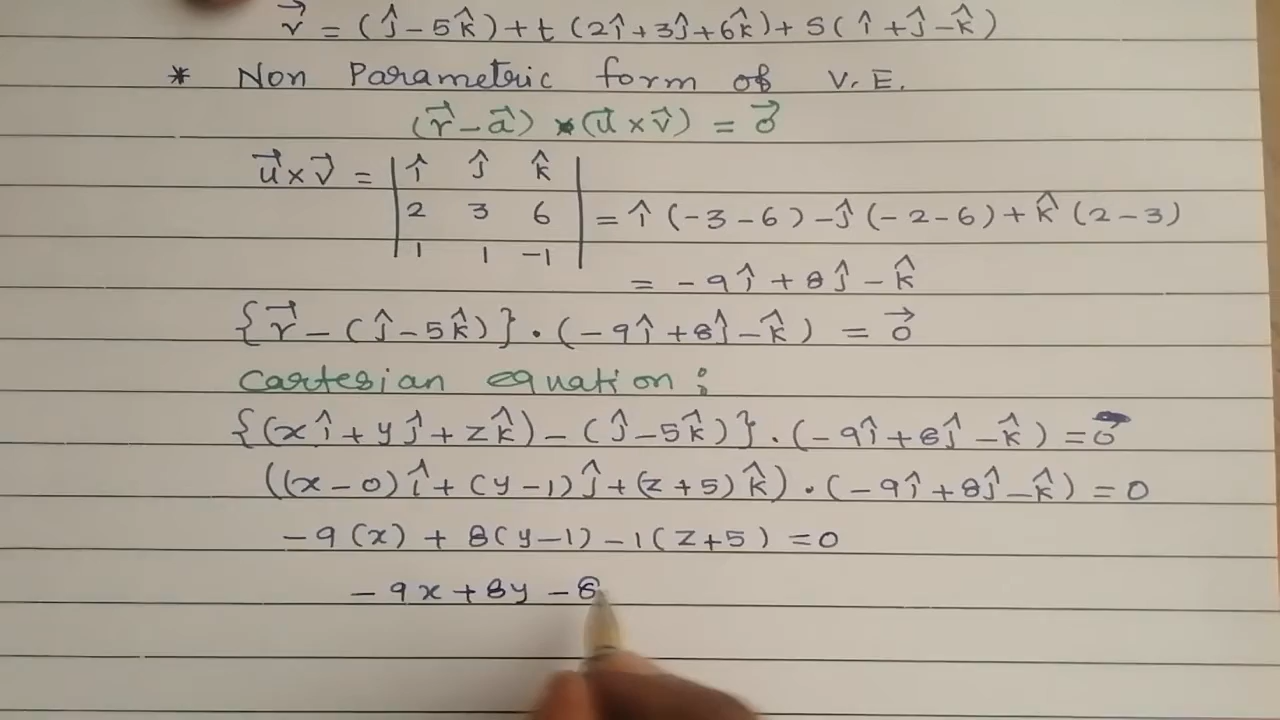 r⃗ = (ĵ-5k̂)+t(2î+3ĵ+6k̂)+s(î+ĵ-k̂)
* Non Parametric form of V.E.
(r⃗-a⃗)•(u⃗×v⃗) = 0⃗
u⃗×v⃗ = | î ĵ k̂ |
| 2 3 6 | = î(-3-6)-ĵ(-2-6)+k̂(2-3)
| 1 1 -1 |
= -9î+8ĵ-k̂
{r⃗-(ĵ-5k̂)}·(-9î+8ĵ-k̂) = 0⃗
Cartesian equation:
{(xî+yĵ+zk̂)-(ĵ-5k̂)}.(-9î+8ĵ-k̂)=0
((x-0)î+(y-1)ĵ+(z+5)k̂)·(-9î+8ĵ-k̂)=0
-9(x)+8(y-1)-1(z+5)=0
-9x+8y-8